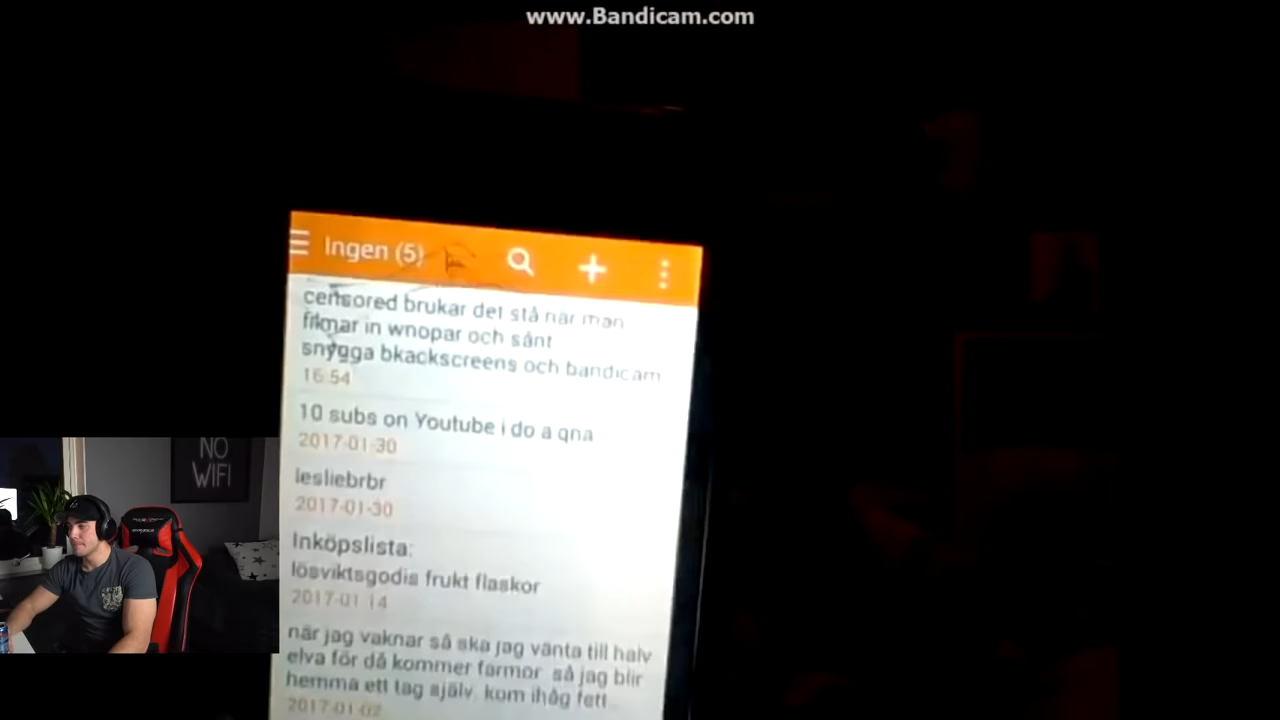 www.Bandicam.com
Ingen (5)
censored brukar det stå när man
filmar in wnopar och sånt
snygga bkackscreens och bandicam
16:54
10 subs on Youtube i do a qna
2017-01-30
lesliebrbr
2017-01-30
Inköpslista:
lösviktsgodis frukt flaskor
2017-01-14
när jag vaknar så ska jag vänta till halv
elva för då kommer farmor så jag blir
hemma ett tag själv. kom ihåg fett
2017-01-02
NO
WIFI